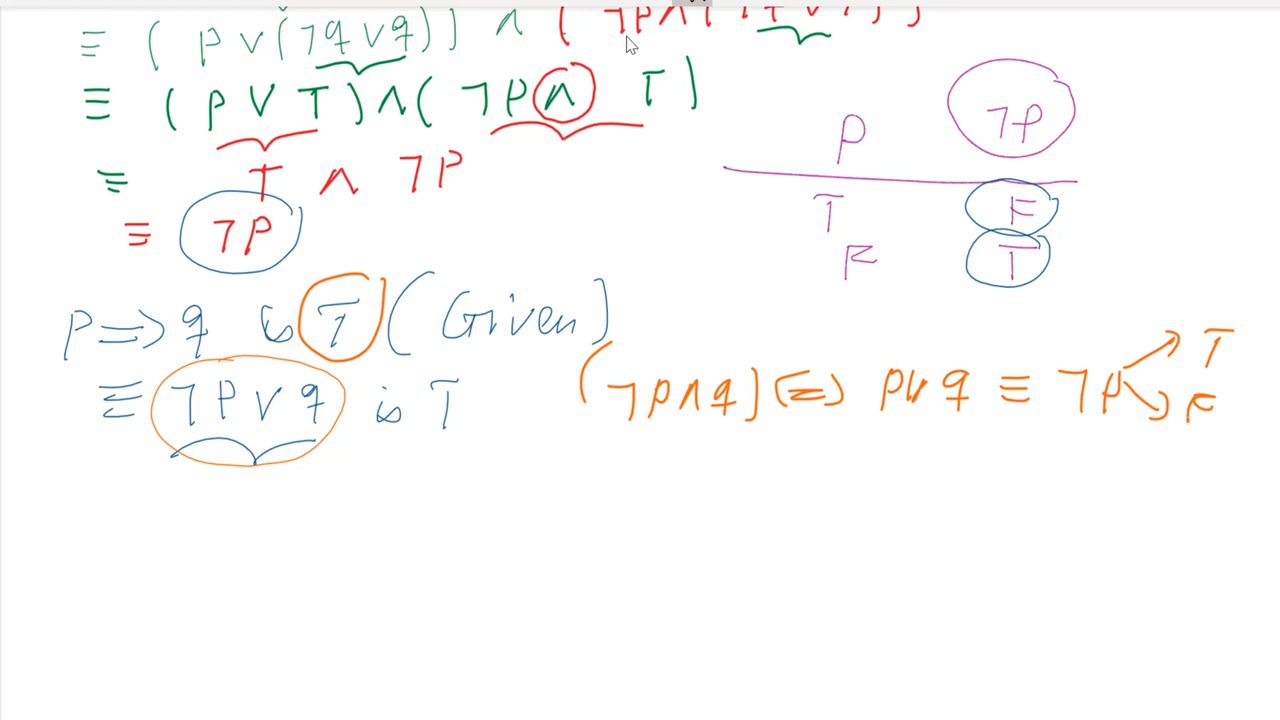 ≡ ( p ∨ (¬q ∨ q) ) ∧ ( ¬p ∧
≡ ( p ∨ T ) ∧ ( ¬p ∧ T )
≡ T ∧ ¬p
≡ ¬p
p ¬p
T F
F T
p ⟹ q is T ( Given )
≡ ¬p ∨ q is T
(¬p ∧ q) ⟺ p ∨ q ≡ ¬p T
F